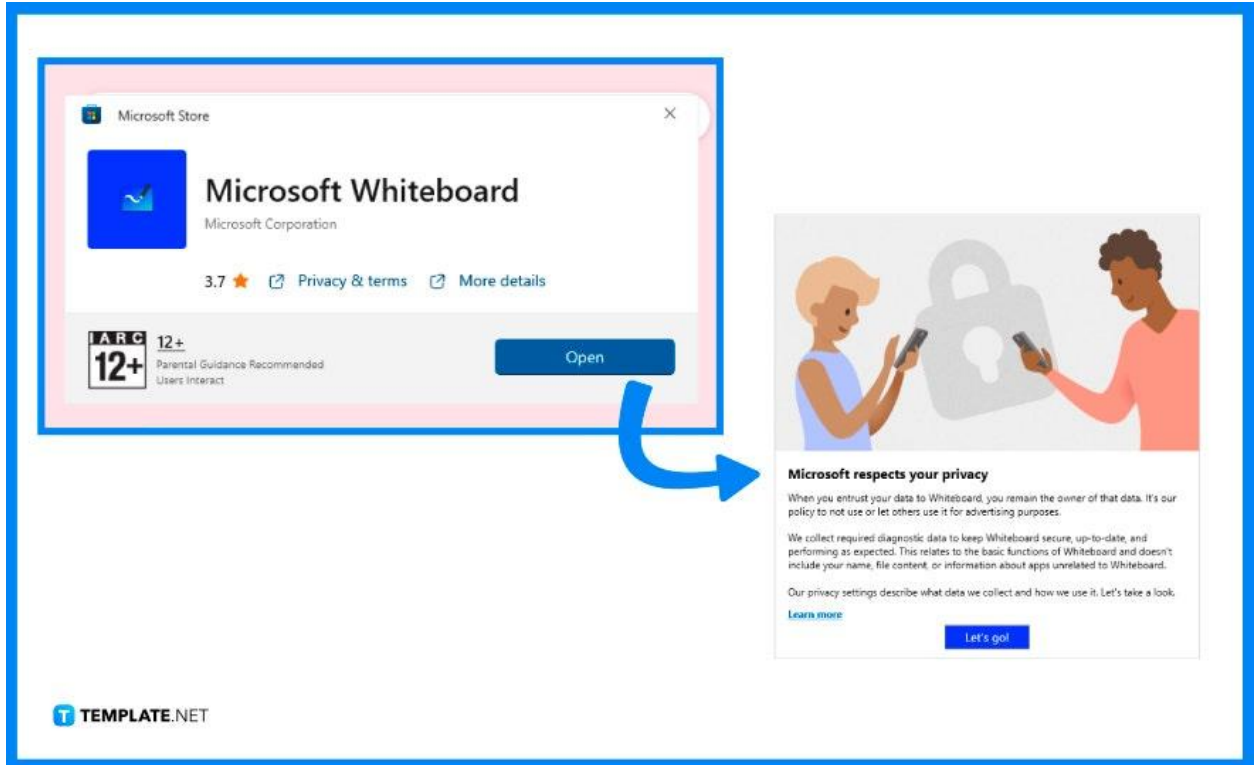 Microsoft Store
Microsoft Whiteboard
Microsoft Corporation
3.7 Privacy & terms More details
IARC
12+
12+
Parental Guidance Recommended
Users Interact
Open
Microsoft respects your privacy
When you entrust your data to Whiteboard, you remain the owner of that data. It's our
policy to not use or let others use it for advertising purposes.
We collect required diagnostic data to keep Whiteboard secure, up-to-date, and
performing as expected. This relates to the basic functions of Whiteboard and doesn't
include your name, file content, or information about apps unrelated to Whiteboard.
Our privacy settings describe what data we collect and how we use it. Let's take a look.
Learn more
Let's go!
T TEMPLATE.NET